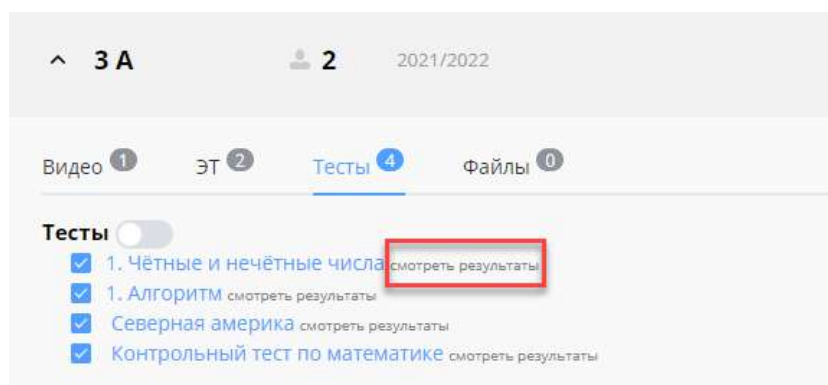 3 А 2 2021/2022
Видео 1 ЭТ 2 Тесты 4 Файлы 0
Тесты
1. Чётные и нечётные числа смотреть результаты
1. Алгоритм смотреть результаты
Северная америка смотреть результаты
Контрольный тест по математике смотреть результаты